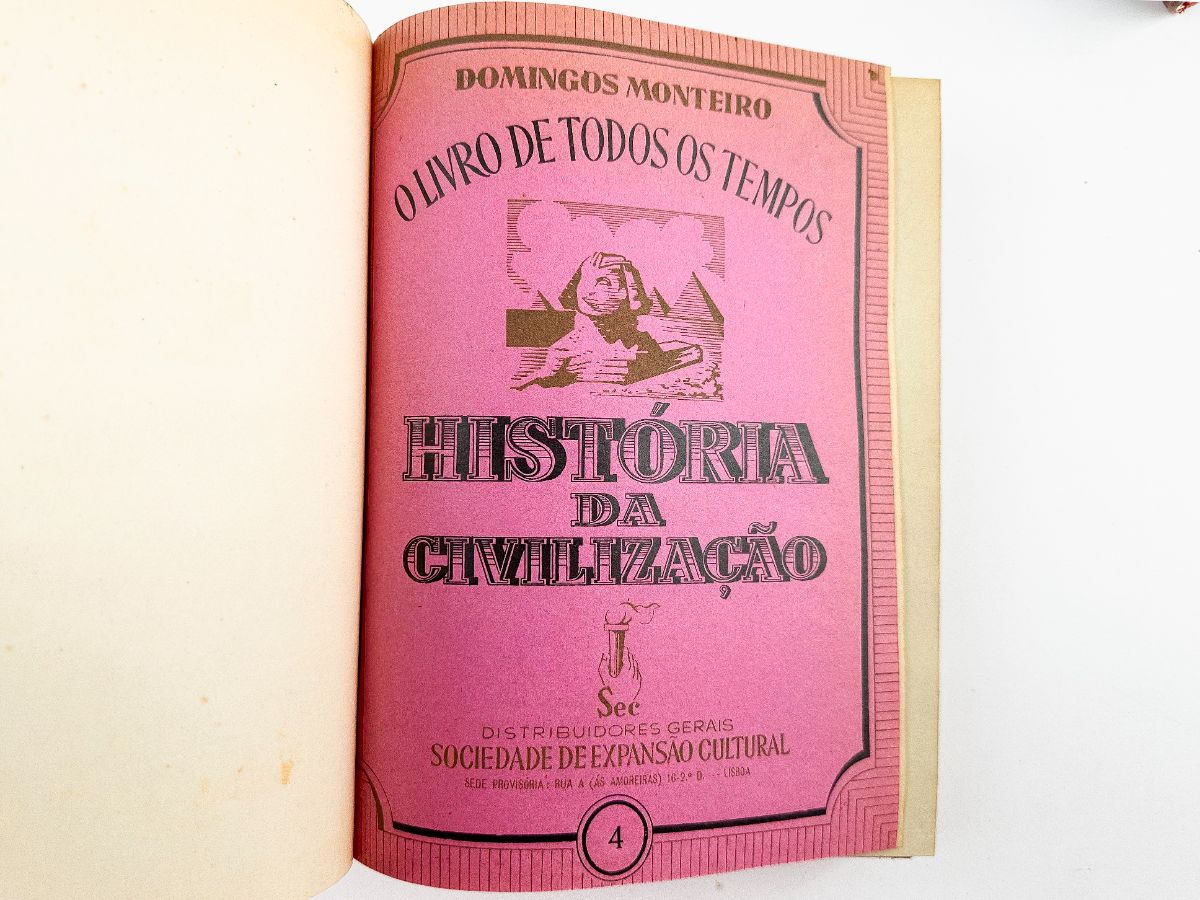 DOMINGOS MONTEIRO
O LIVRO DE TODOS OS TEMPOS
HISTÓRIA
DA
CIVILIZAÇÃO
Sec
DISTRIBUIDORES GERAIS
SOCIEDADE DE EXPANSÃO CULTURAL
SEDE PROVISÓRIA: RUA A (ÀS AMOREIRAS) 16-2.º D. -- LISBOA
4